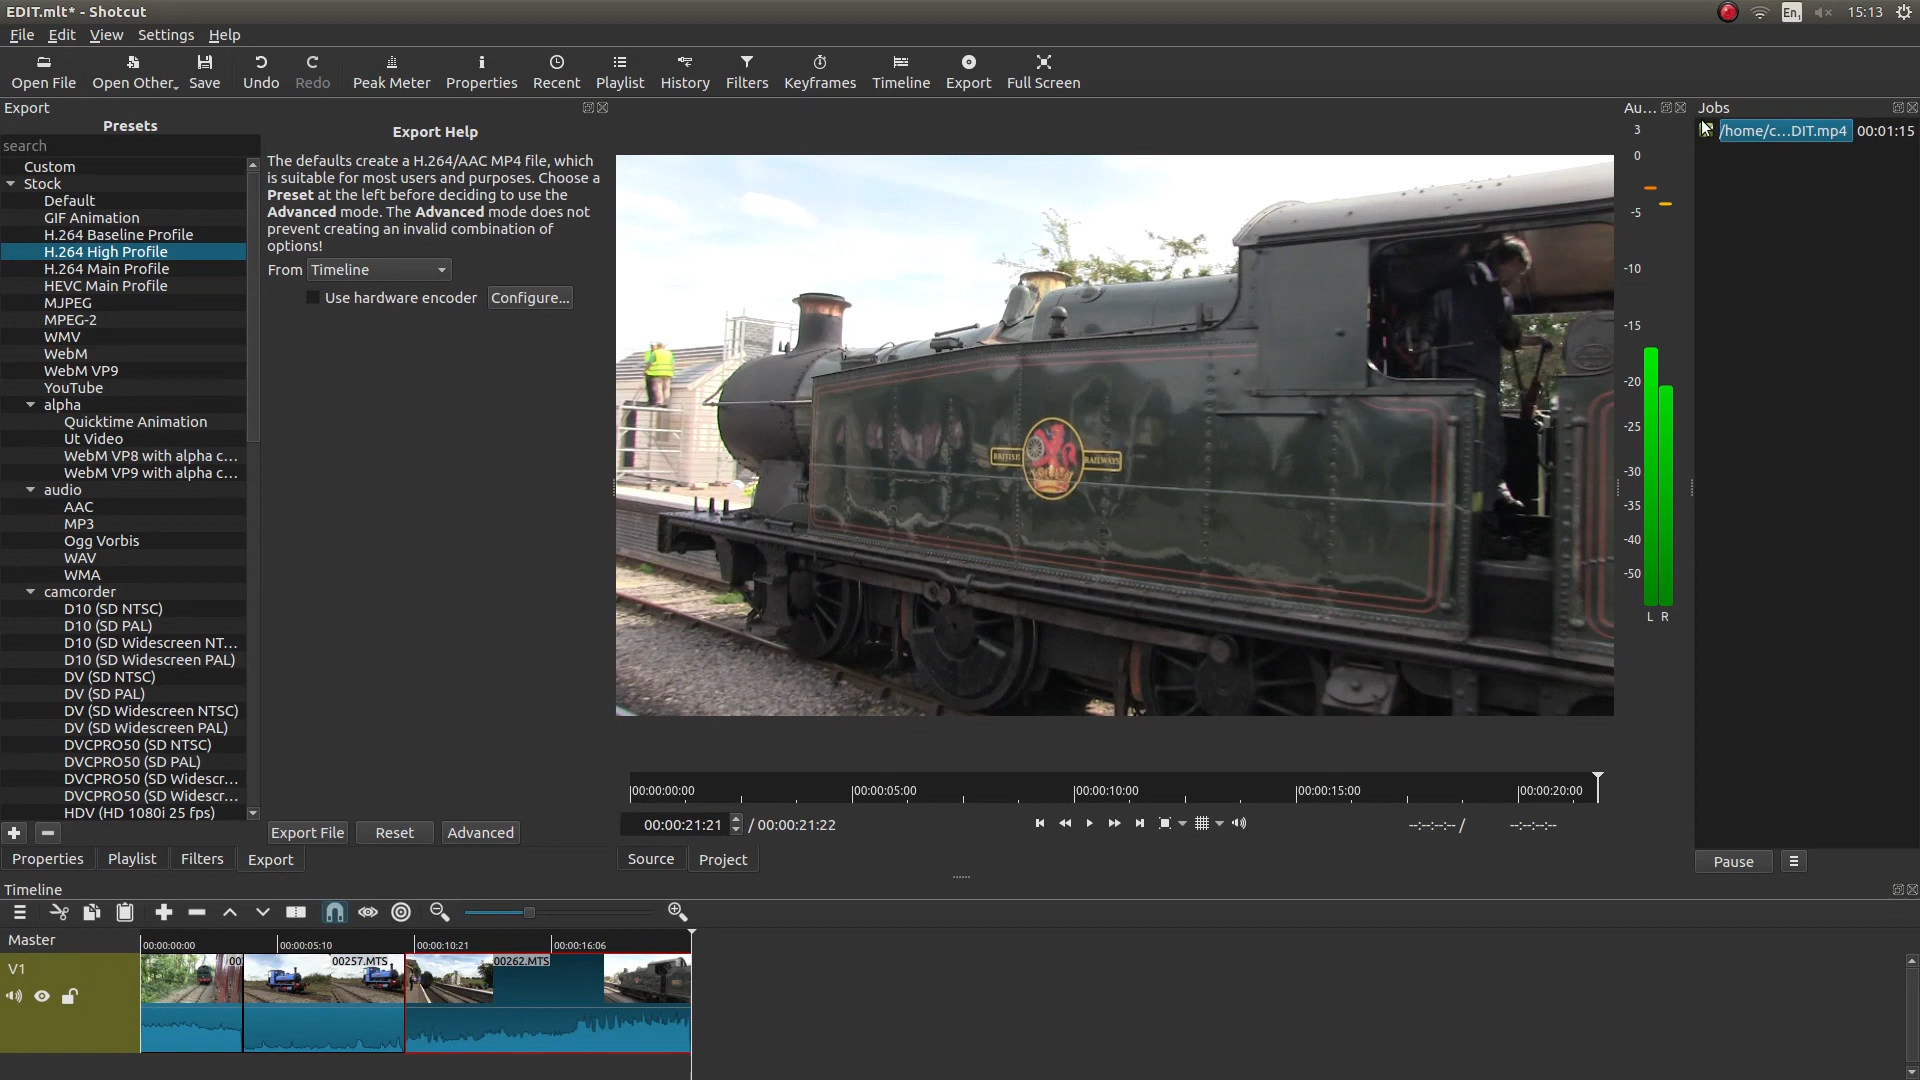 EDIT.mlt* - Shotcut
En1
15:13
File Edit View Settings Help
Open File Open Other.. Save Undo Redo Peak Meter Properties Recent Playlist History Filters Keyframes Timeline Export Full Screen
Export
Presets
search
Custom
Stock
Default
GIF Animation
H.264 Baseline Profile
H.264 High Profile
H.264 Main Profile
HEVC Main Profile
MJPEG
MPEG-2
WMV
WebM
WebM VP9
YouTube
alpha
Quicktime Animation
Ut Video
WebM VP8 with alpha c...
WebM VP9 with alpha c...
audio
AAC
MP3
Ogg Vorbis
WAV
WMA
camcorder
D10 (SD NTSC)
D10 (SD PAL)
D10 (SD Widescreen NT...
D10 (SD Widescreen PAL)
DV (SD NTSC)
DV (SD PAL)
DV (SD Widescreen NTSC)
DV (SD Widescreen PAL)
DVCPRO50 (SD NTSC)
DVCPRO50 (SD PAL)
DVCPRO50 (SD Widescr...
DVCPRO50 (SD Widescr...
HDV (HD 1080i 25 fps)
Export Help
The defaults create a H.264/AAC MP4 file, which
is suitable for most users and purposes. Choose a
Preset at the left before deciding to use the
Advanced mode. The Advanced mode does not
prevent creating an invalid combination of
options!
From Timeline
Use hardware encoder Configure...
Export File Reset Advanced
Properties Playlist Filters Export
BRITISH RAILWAYS
00:00:00:00 00:00:05:00 00:00:10:00 00:00:15:00 00:00:20:00
00:00:21:21 / 00:00:21:22
--:--:--:-- / --:--:--:--
Source Project
Au...
3
0
-5
-10
-15
-20
-25
-30
-35
-40
-50
L R
Jobs
/home/c...DIT.mp4 00:01:15
Pause
Timeline
Master
00:00:00:00 00:00:05:10 00:00:10:21 00:00:16:06
V1
00 00257.MTS 00262.MTS